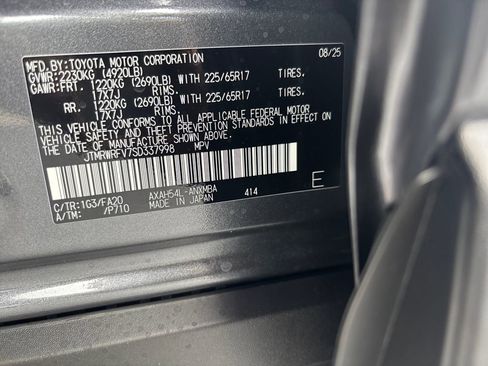 MFD.BY:TOYOTA MOTOR CORPORATION 08/25
GVWR:2230KG (4920LB)
GAWR:FRT. 1220KG (2690LB) WITH 225/65R17 TIRES.
17X7J RIMS.
RR. 1220KG (2690LB) WITH 225/65R17 TIRES.
17X7J RIMS.
THIS VEHICLE CONFORMS TO ALL APPLICABLE FEDERAL MOTOR
VEHICLE SAFETY AND THEFT PREVENTION STANDARDS IN EFFECT
ON THE DATE OF MANUFACTURE SHOWN ABOVE.
JTMRWRFV7SD337998 MPV
C/TR:1G3/FA20 AXAH54L-ANXMBA 414
A/TM: /P710 MADE IN JAPAN E